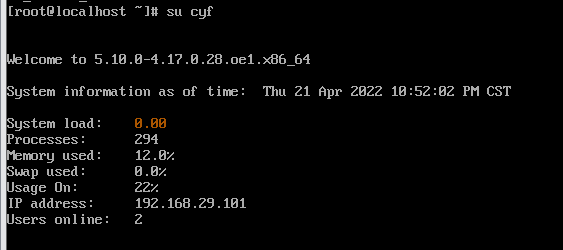 [root@localhost ~]# su cyf
Welcome to 5.10.0-4.17.0.28.oe1.x86_64
System information as of time:  Thu 21 Apr 2022 10:52:02 PM CST
System load:    0.00
Processes:      294
Memory used:    12.0%
Swap used:      0.0%
Usage On:       22%
IP address:     192.168.29.101
Users online:   2